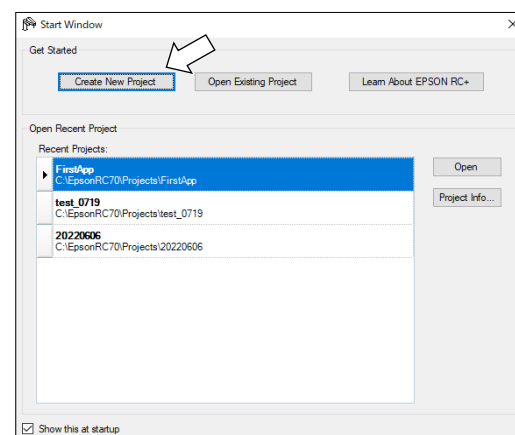 Start Window
Get Started
Create New Project Open Existing Project Learn About EPSON RC+
Open Recent Project
Recent Projects:
FirstApp
C:\EpsonRC70\Projects\FirstApp
test_0719
C:\EpsonRC70\Projects\test_0719
20220606
C:\EpsonRC70\Projects\20220606
Open
Project Info...
Show this at startup